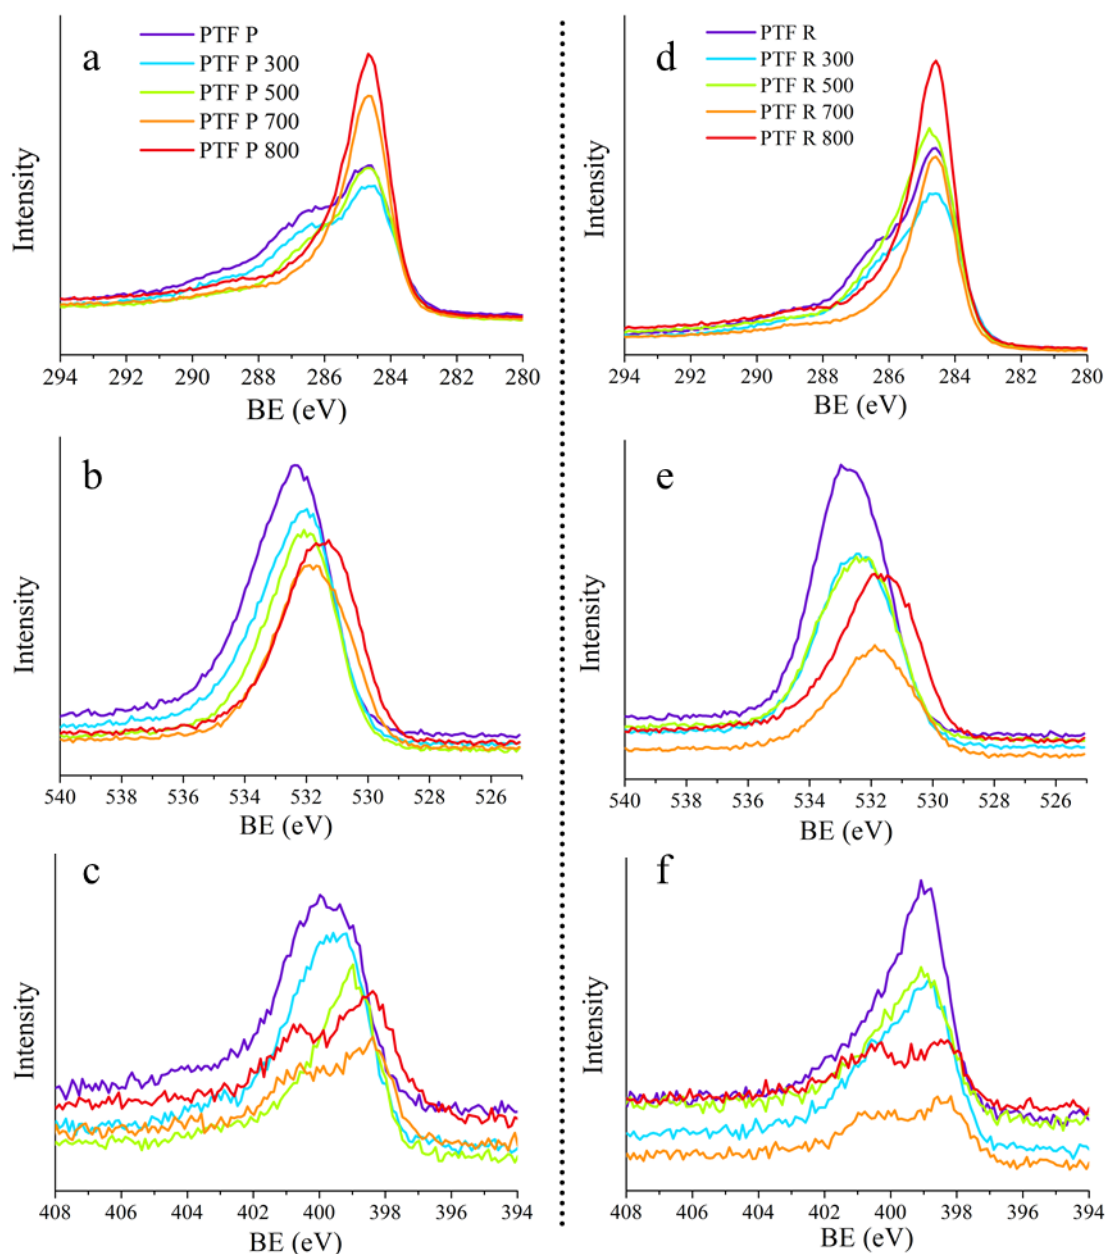 a
PTF P
PTF P 300
PTF P 500
PTF P 700
PTF P 800
Intensity
294 292 290 288 286 284 282 280
BE (eV)
d
PTF R
PTF R 300
PTF R 500
PTF R 700
PTF R 800
Intensity
294 292 290 288 286 284 282 280
BE (eV)
b
Intensity
540 538 536 534 532 530 528 526
BE (eV)
e
Intensity
540 538 536 534 532 530 528 526
BE (eV)
c
Intensity
408 406 404 402 400 398 396 394
BE (eV)
f
Intensity
408 406 404 402 400 398 396 394
BE (eV)